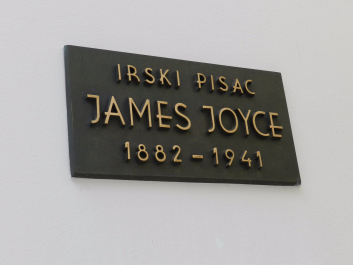 IRSKI PISAC
JAMES JOYCE
1882 - 1941